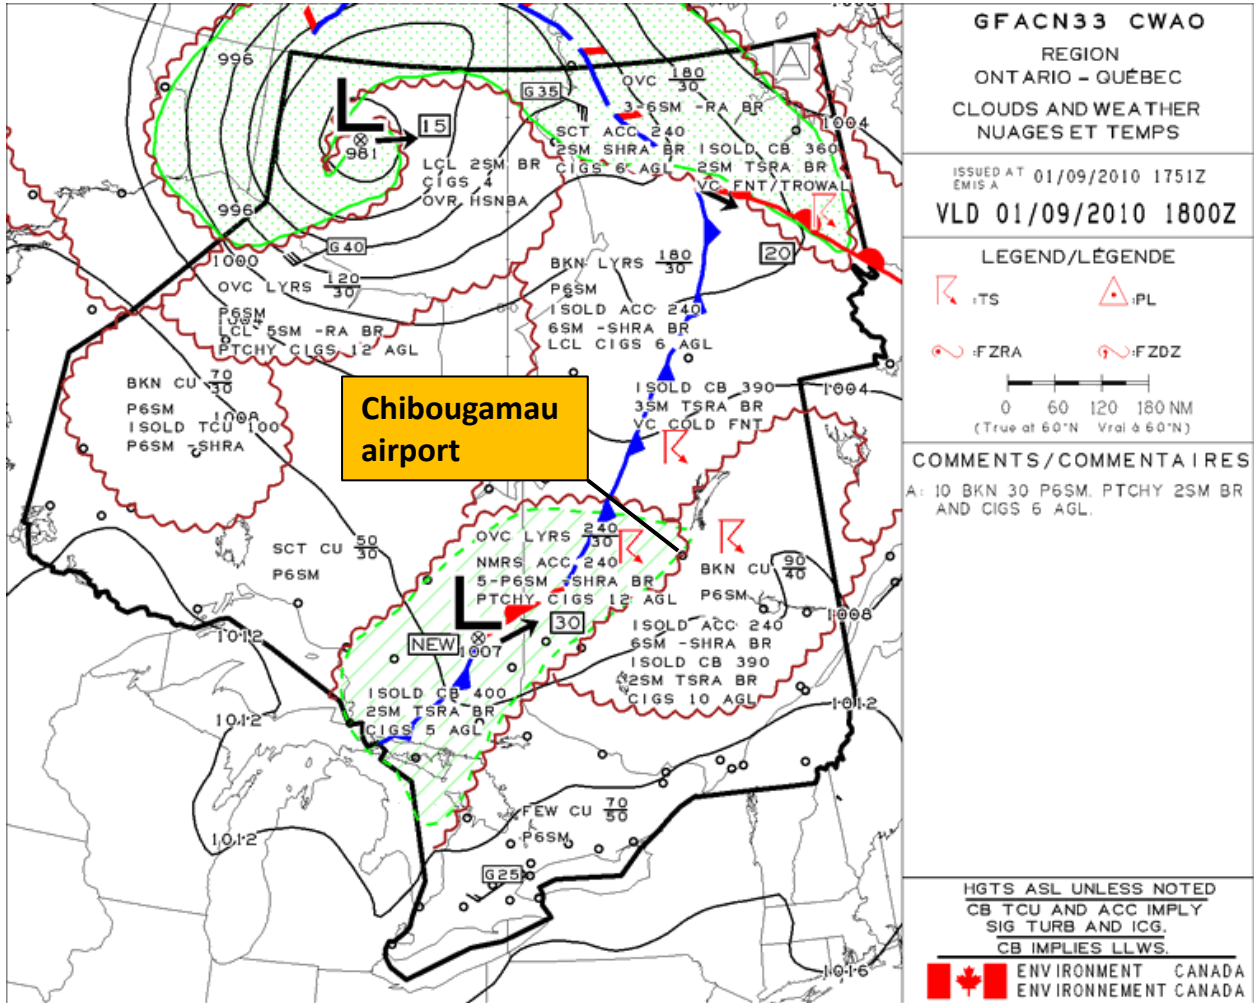 GFACN33 CWAO
REGION
ONTARIO – QUÉBEC
CLOUDS AND WEATHER
NUAGES ET TEMPS
ISSUED AT
ÉMIS A
01/09/2010 1751Z
VLD 01/09/2010 1800Z
LEGEND/LÉGENDE
:TS
:PL
:FZRA
:FZDZ
0 60 120 180 NM
(True at 60°N Vrai à 60°N)
COMMENTS/COMMENTAIRES
A: 10 BKN 30 P6SM. PTCHY 2SM BR
AND CIGS 6 AGL.
HGTS ASL UNLESS NOTED
CB TCU AND ACC IMPLY
SIG TURB AND ICG.
CB IMPLIES LLWS.
ENVIRONMENT CANADA
ENVIRONNEMENT CANADA
996
L
981
15
G35
OVC 180/30
3-6SM -RA BR
A
1004
SCT ACC 240
2SM SHRA BR
CIGS 6 AGL
ISOLD CB 360
2SM TSRA BR
VC FNT/TROWAL
LCL 2SM BR
CIGS 4
OVR HSNBA
996
G40
1000
OVC LYRS 120/30
P6SM
LCL 5SM -RA BR
PTCHY CIGS 12 AGL
BKN LYRS 180/30
P6SM
ISOLD ACC 240
6SM -SHRA BR
LCL CIGS 6 AGL
20
BKN CU 70/30
P6SM
1008
ISOLD TCU 100
P6SM -SHRA
Chibougamau
airport
ISOLD CB 390
3SM TSRA BR
VC COLD FNT
1004
SCT CU 50/30
P6SM
OVC LYRS 240/30
NMRS ACC 240
5-P6SM -SHRA BR
PTCHY CIGS 12 AGL
BKN CU 90/40
P6SM
ISOLD ACC 240
6SM -SHRA BR
ISOLD CB 390
2SM TSRA BR
CIGS 10 AGL
1008
L
NEW
1007
30
1012
ISOLD CB 400
2SM TSRA BR
CIGS 5 AGL
1012
1012
FEW CU 70/50
P6SM
1012
G25
1016